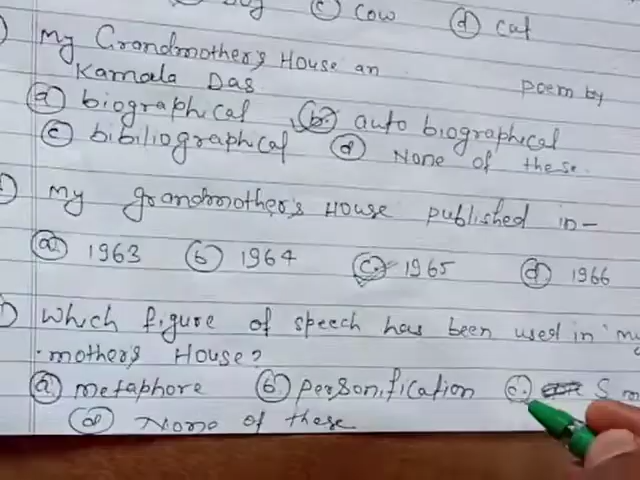 Dog (c) cow (d) cat
My Grandmother's House an poem by
Kamala Das
(a) biographical (b) auto biographical
(c) bibiliographical (d) None of these.
My grandmother's House published in-
(a) 1963 (b) 1964 (c) 1965 (d) 1966
Which figure of speech has been used in 'my
mother's House?
(a) metaphore (b) personification (c) S m
(d) None of these